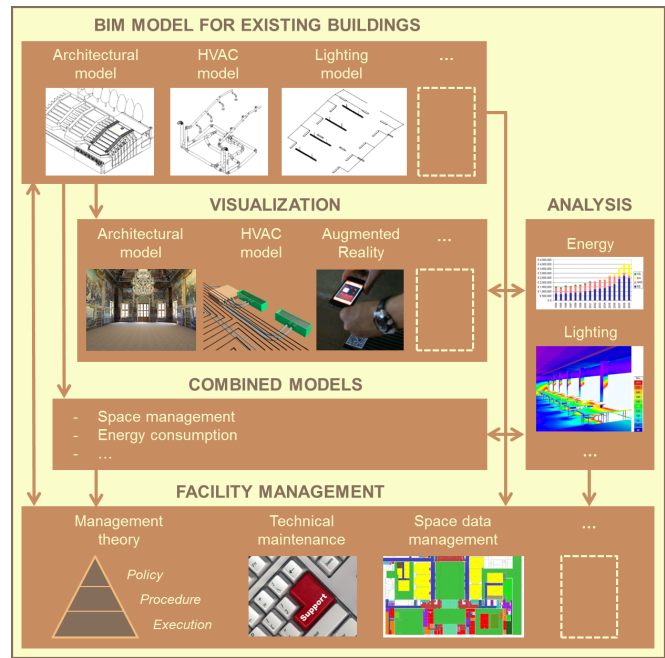 BIM MODEL FOR EXISTING BUILDINGS
Architectural
model
HVAC
model
Lighting
model
...
VISUALIZATION
Architectural
model
HVAC
model
Augmented
Reality
...
ANALYSIS
Energy
Lighting
...
COMBINED MODELS
- Space management
- Energy consumption
- ...
FACILITY MANAGEMENT
Management
theory
Policy
Procedure
Execution
Technical
maintenance
Support
Space data
management
...